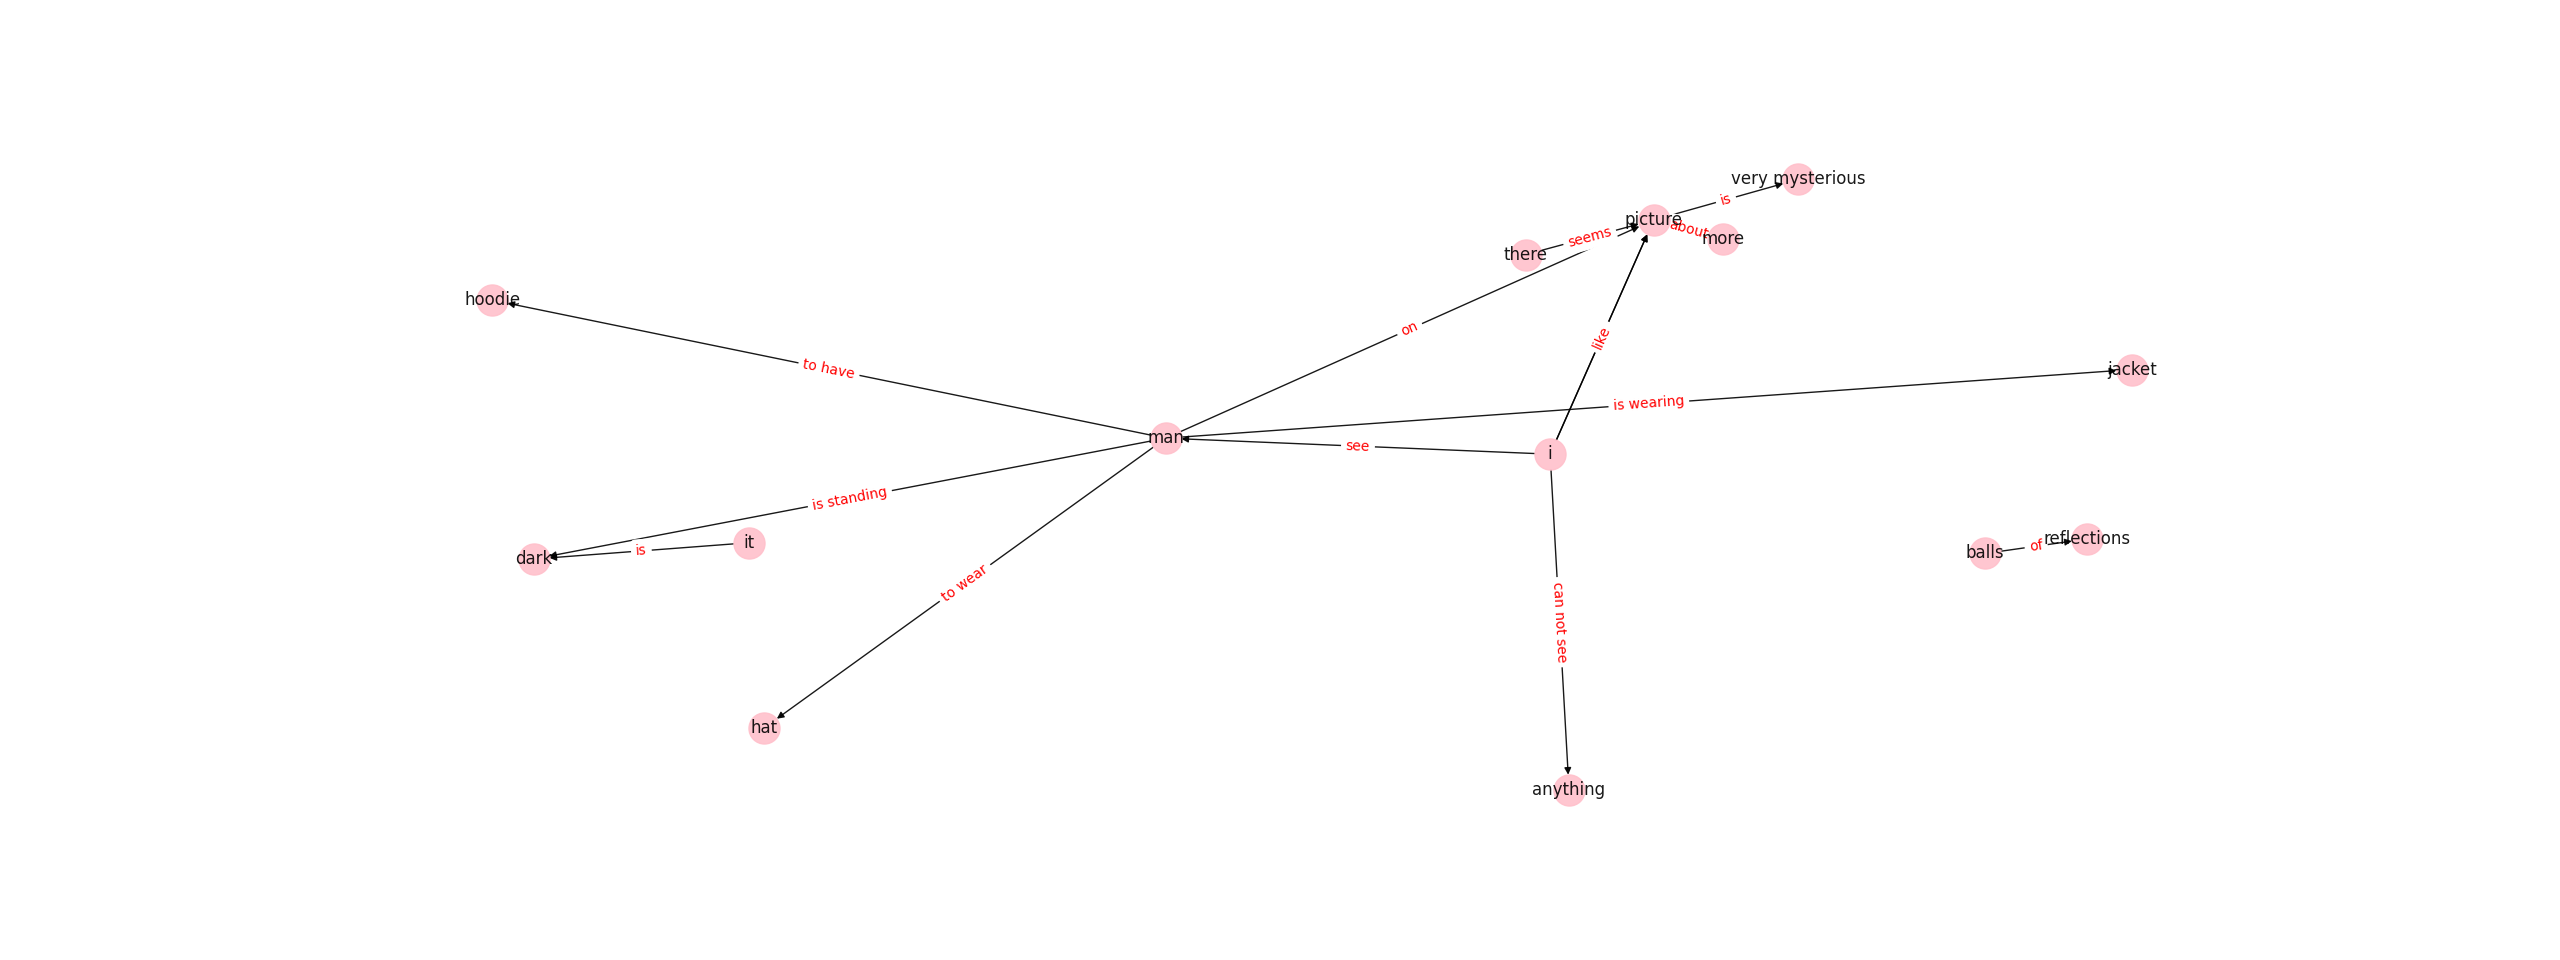 very mysterious
is
picture
about
more
seems
there
hoodie
on
like
to have
jacket
is wearing
man
see
i
is standing
it
is
dark
reflections
of
balls
to wear
can not see
hat
anything